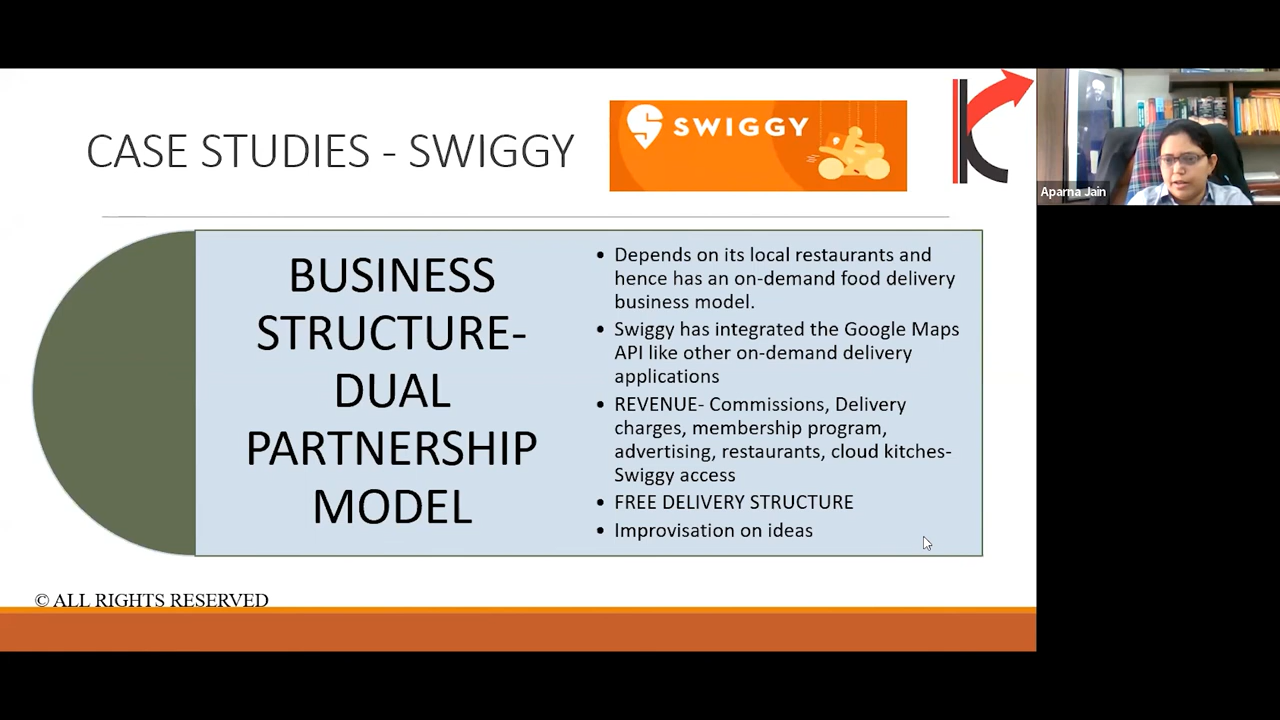 CASE STUDIES - SWIGGY
SWIGGY
Aparna Jain
BUSINESS
STRUCTURE-
DUAL
PARTNERSHIP
MODEL
• Depends on its local restaurants and
hence has an on-demand food delivery
business model.
• Swiggy has integrated the Google Maps
API like other on-demand delivery
applications
• REVENUE- Commissions, Delivery
charges, membership program,
advertising, restaurants, cloud kitches-
Swiggy access
• FREE DELIVERY STRUCTURE
• Improvisation on ideas
© ALL RIGHTS RESERVED